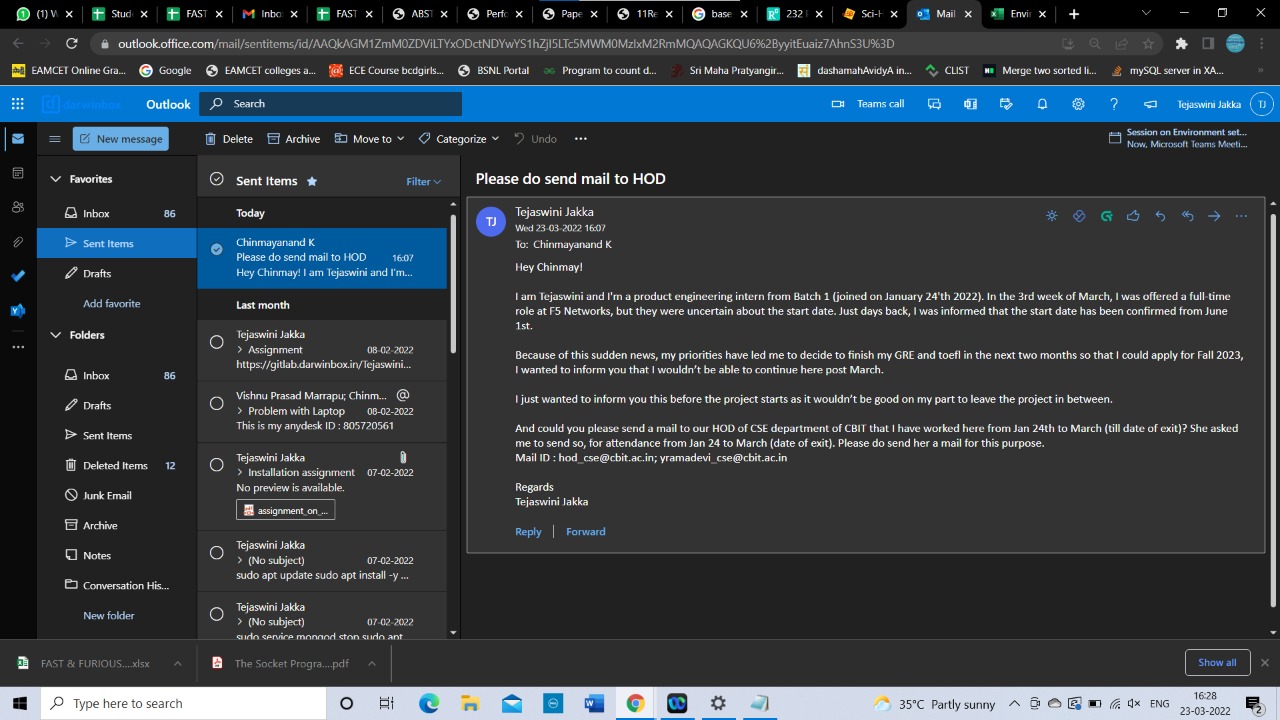 (1) W
Stude
FAST
Inbo
FAST
ABST
Perfo
Pape
11Re
base
232 F
Sci-H
Mail
Envir
outlook.office.com/mail/sentitems/id/AAQkAGM1ZmM0ZDViLTYxODctNDYwYS1hZjI5LTc5MWM0MzlxM2RmMQAQAGKQU6%2ByyitEuaiz7AhnS3U%3D
EAMCET Online Gra...
Google
EAMCET colleges a...
ECE Course bcdgirls...
BSNL Portal
Program to count d...
Sri Maha Pratyangir...
dashamahAvidyA in...
CLIST
Merge two sorted li...
mySQL server in XA...
darwinbox
Outlook
Search
Teams call
Tejaswini Jakka
TJ
New message
Delete
Archive
Move to
Categorize
Undo
Session on Environment set...
Now, Microsoft Teams Meeti...
Favorites
Inbox 86
Sent Items
Drafts
Add favorite
Folders
Inbox 86
Drafts
Sent Items
Deleted Items 12
Junk Email
Archive
Notes
Conversation His...
New folder
Sent Items
Filter
Today
Chinmayanand K
Please do send mail to HOD 16:07
Hey Chinmay! I am Tejaswini and I'm...
Last month
Tejaswini Jakka
> Assignment 08-02-2022
https://gitlab.darwinbox.in/Tejaswini...
Vishnu Prasad Marrapu; Chinm... @
> Problem with Laptop 08-02-2022
This is my anydesk ID : 805720561
Tejaswini Jakka
> Installation assignment 07-02-2022
No preview is available.
assignment_on_...
Tejaswini Jakka
> (No subject) 07-02-2022
sudo apt update sudo apt install -y ...
Tejaswini Jakka
> (No subject) 07-02-2022
sudo service mongod stop sudo apt
Please do send mail to HOD
TJ
Tejaswini Jakka
Wed 23-03-2022 16:07
To: Chinmayanand K
Hey Chinmay!
I am Tejaswini and I'm a product engineering intern from Batch 1 (joined on January 24'th 2022). In the 3rd week of March, I was offered a full-time
role at F5 Networks, but they were uncertain about the start date. Just days back, I was informed that the start date has been confirmed from June
1st.
Because of this sudden news, my priorities have led me to decide to finish my GRE and toefl in the next two months so that I could apply for Fall 2023,
I wanted to inform you that I wouldn't be able to continue here post March.
I just wanted to inform you this before the project starts as it wouldn't be good on my part to leave the project in between.
And could you please send a mail to our HOD of CSE department of CBIT that I have worked here from Jan 24th to March (till date of exit)? She asked
me to send so, for attendance from Jan 24 to March (date of exit). Please do send her a mail for this purpose.
Mail ID : hod_cse@cbit.ac.in; yramadevi_cse@cbit.ac.in
Regards
Tejaswini Jakka
Reply
Forward
FAST & FURIOUS....xlsx
The Socket Progra....pdf
Show all
Type here to search
35°C Partly sunny
ENG
16:28
23-03-2022
2